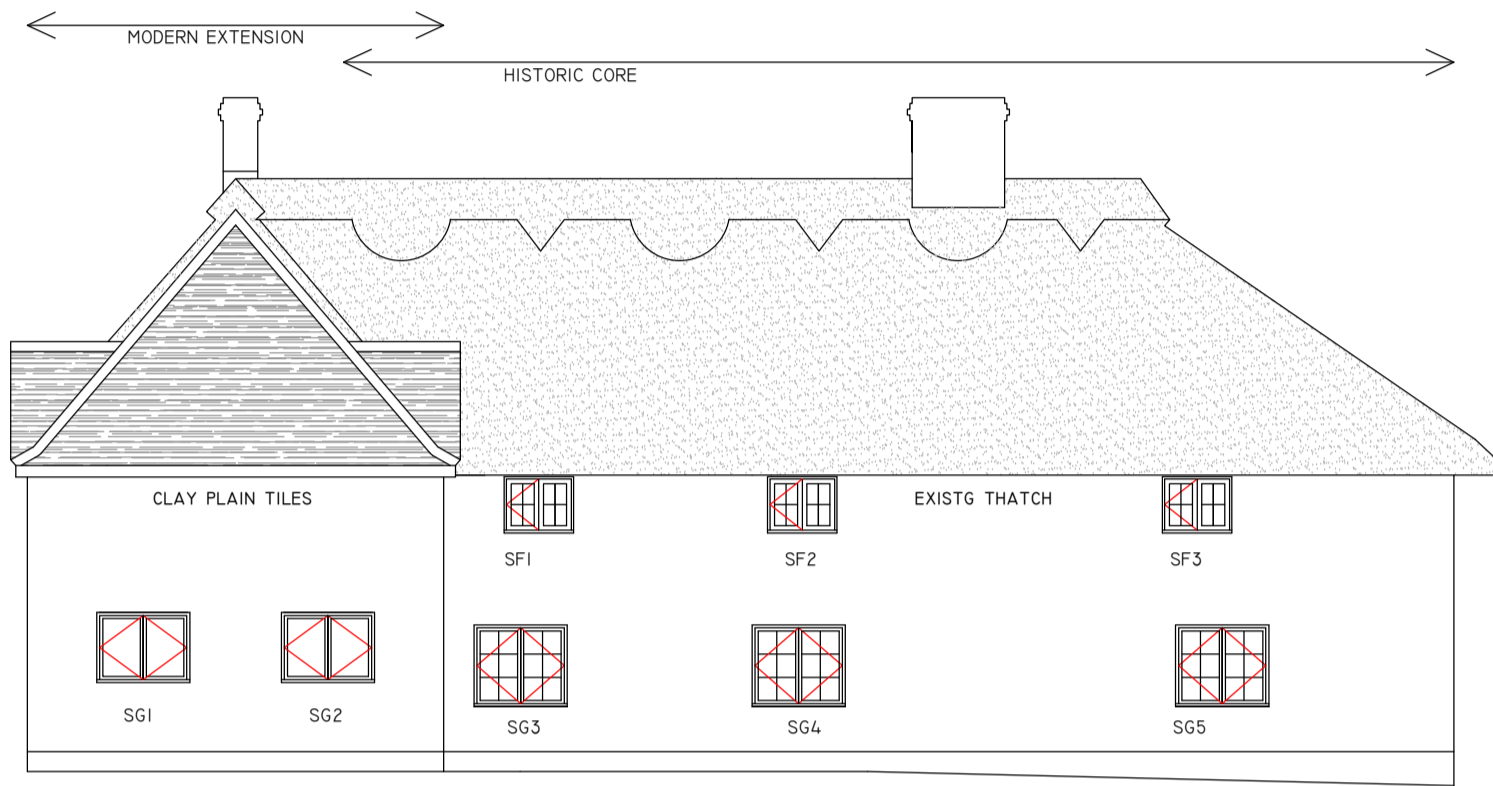 MODERN EXTENSION
HISTORIC CORE
CLAY PLAIN TILES
EXISTG THATCH
SF1
SF2
SF3
SG1
SG2
SG3
SG4
SG5